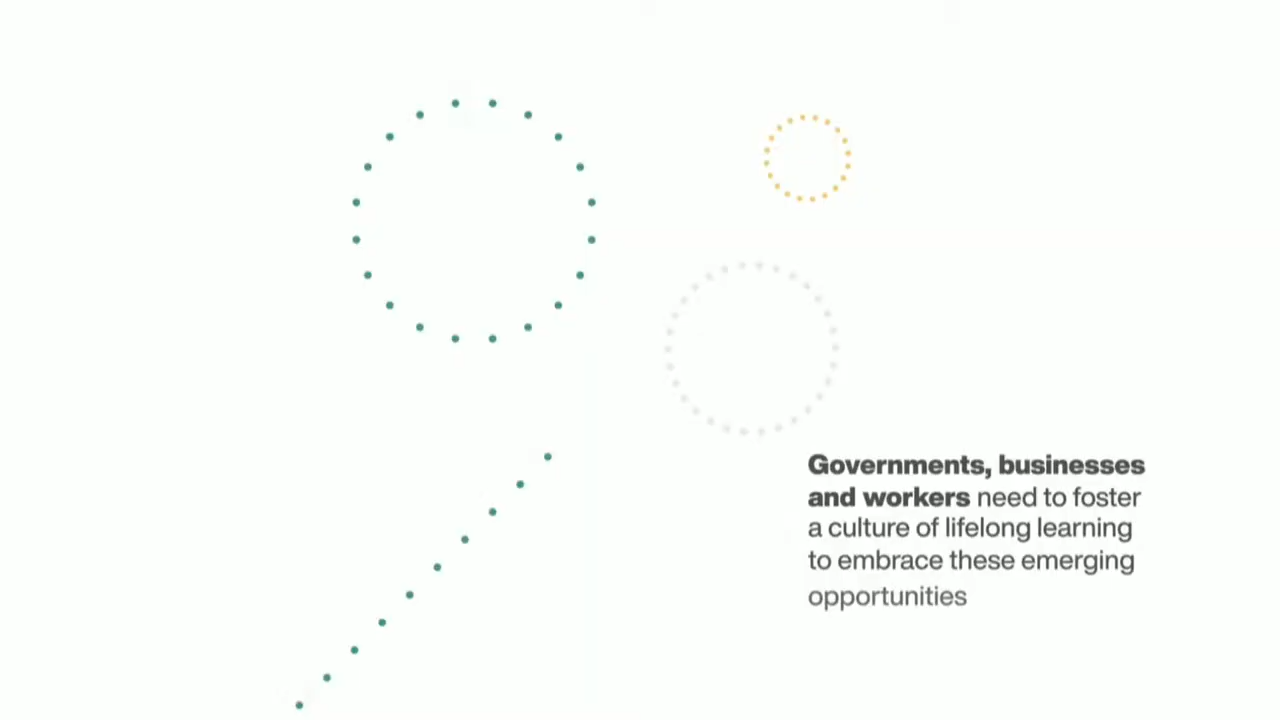 Governments, businesses
and workers need to foster
a culture of lifelong learning
to embrace these emerging
opportunities